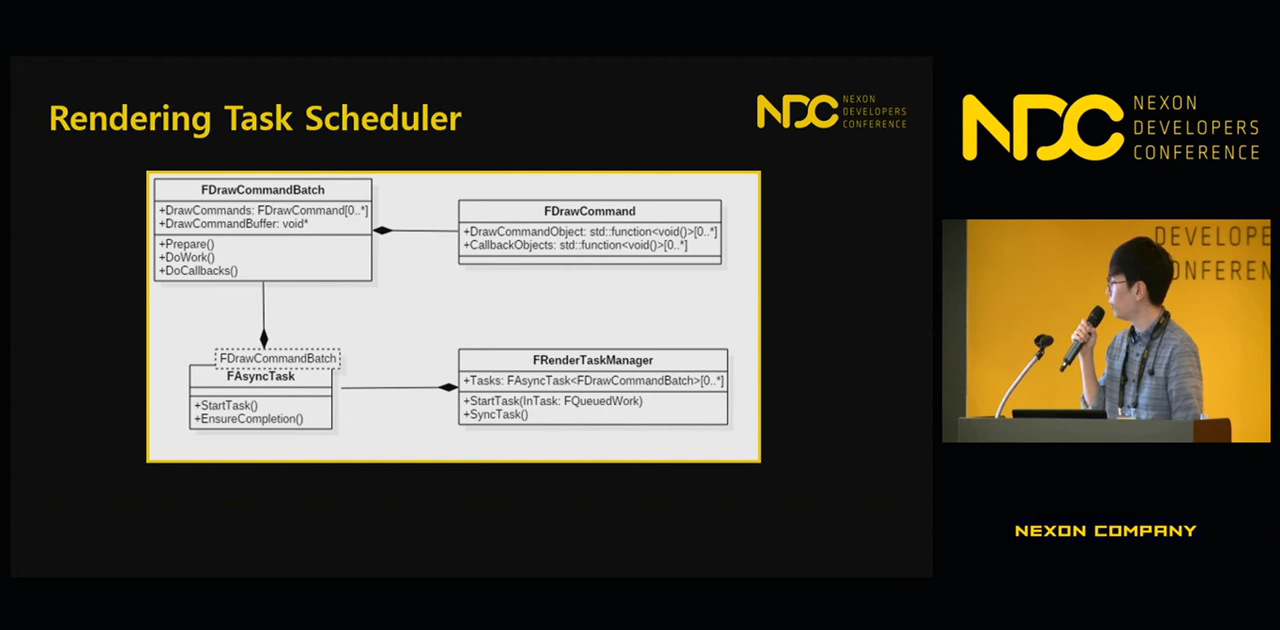 Rendering Task Scheduler
NDC NEXON
DEVELOPERS
CONFERENCE
FDrawCommandBatch
+DrawCommands: FDrawCommand[0..*]
+DrawCommandBuffer: void*
+Prepare()
+DoWork()
+DoCallbacks()
FDrawCommand
+DrawCommandObject: std::function<void()>[0..*]
+CallbackObjects: std::function<void()>[0..*]
FDrawCommandBatch
FAsyncTask
+StartTask()
+EnsureCompletion()
FRenderTaskManager
+Tasks: FAsyncTask<FDrawCommandBatch>[0..*]
+StartTask(InTask: FQueuedWork)
+SyncTask()
NDC NEXON
DEVELOPERS
CONFERENCE
DEVELOPE
ONFEREN
NEXON COMPANY